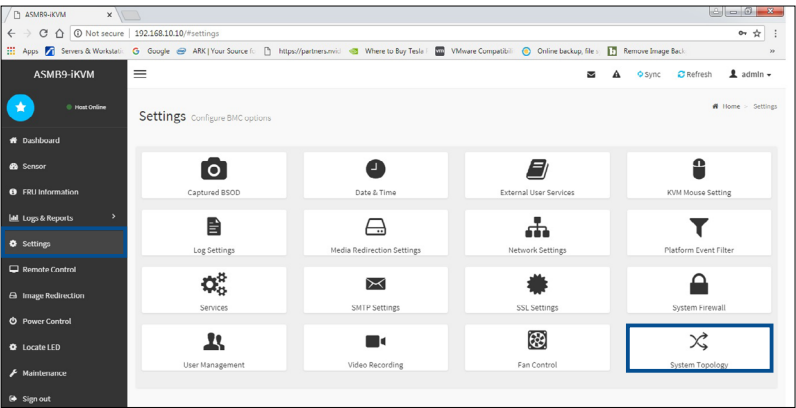 ASMB9-iKVM
Not secure | 192.168.10.10/#settings
Apps Servers & Workstati Google ARK | Your Source fo https://partners.nvid Where to Buy Tesla VMware Compatibili Online backup, file s Remove Image Back »
ASMB9-iKVM Sync Refresh admin
Host Online
Settings Configure BMC options Home > Settings
Dashboard
Sensor
FRU Information
Logs & Reports >
Settings
Remote Control
Image Redirection
Power Control
Locate LED
Maintenance
Sign out
Captured BSOD Date & Time External User Services KVM Mouse Setting
Log Settings Media Redirection Settings Network Settings Platform Event Filter
Services SMTP Settings SSL Settings System Firewall
User Management Video Recording Fan Control System Topology